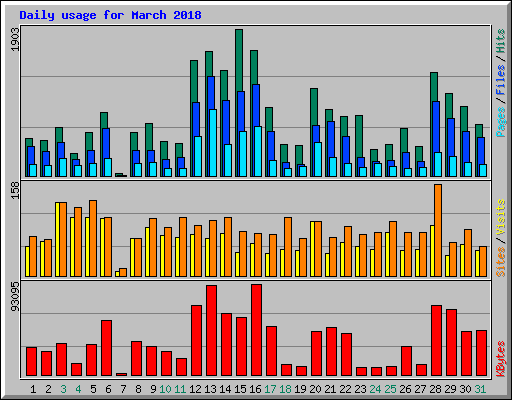 Daily usage for March 2018
1903
Pages / Files / Hits
158
Sites / Visits
93095
KBytes
1 2 3 4 5 6 7 8 9 10 11 12 13 14 15 16 17 18 19 20 21 22 23 24 25 26 27 28 29 30 31